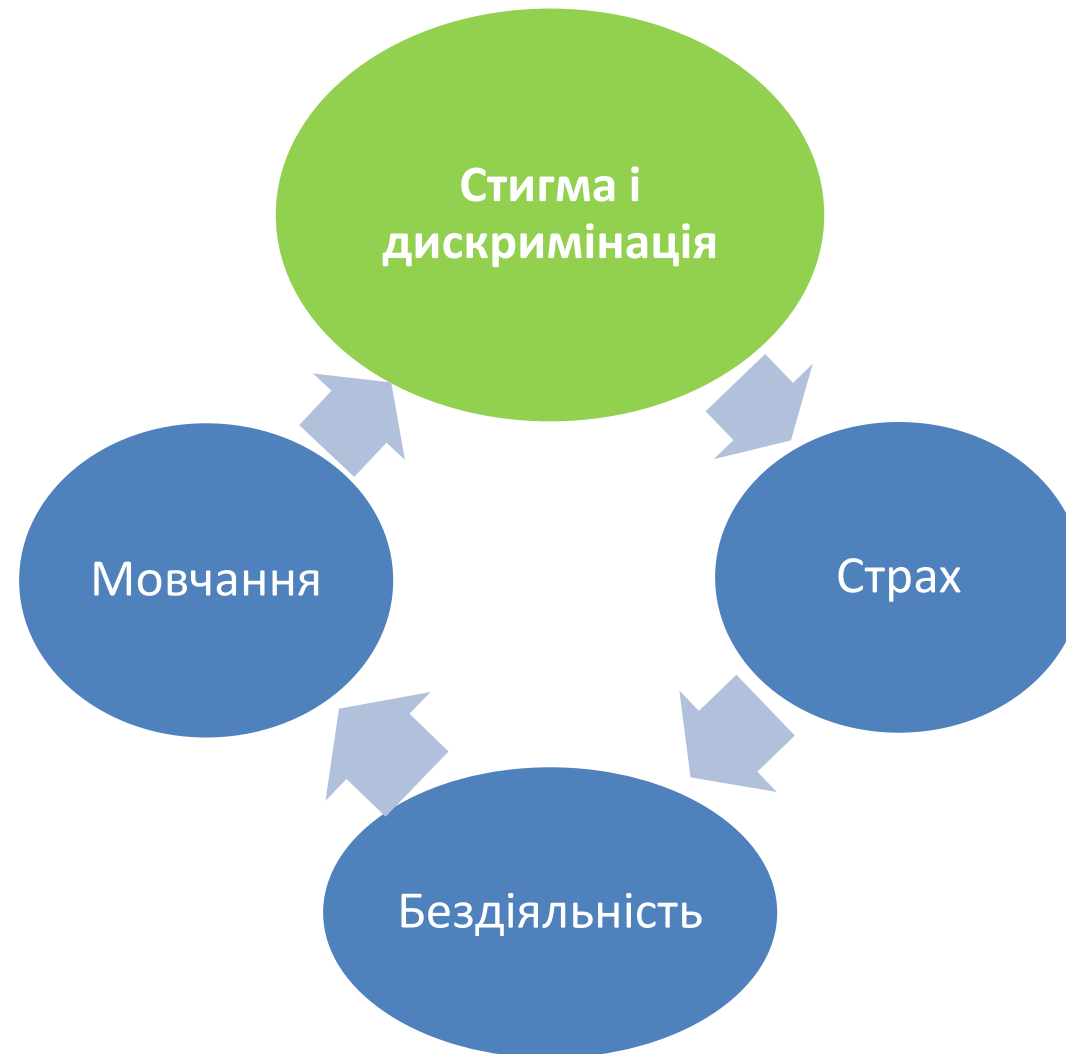 Стигма і
дискримінація
Мовчання
Страх
Бездіяльність